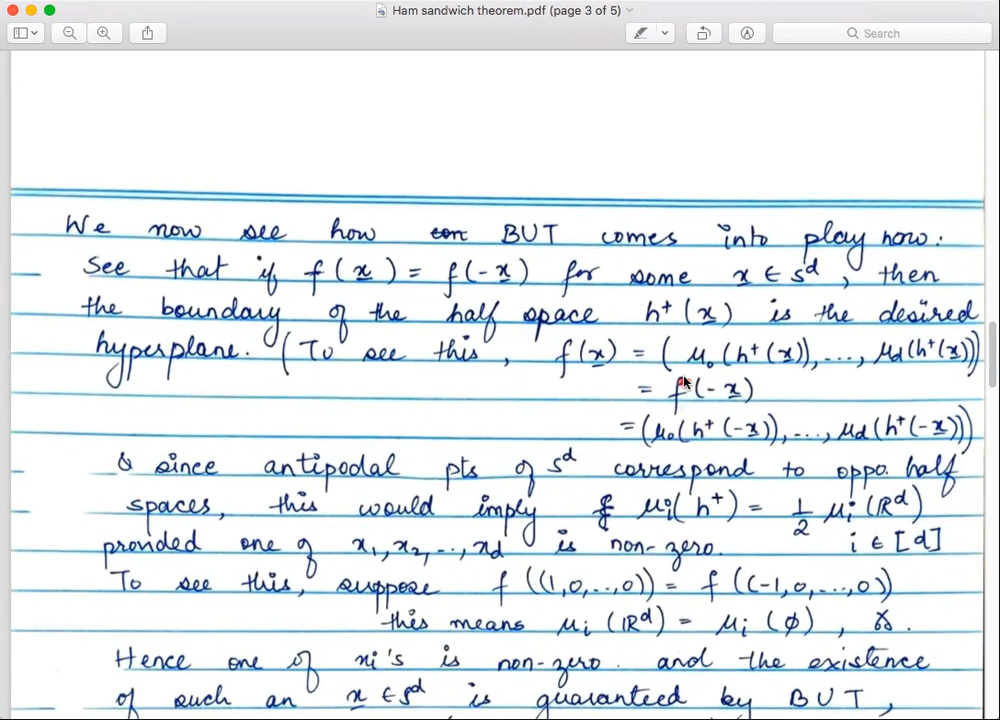 Ham sandwich theorem.pdf (page 3 of 5)
Search
We now see how BUT comes into play now:
See that if f(x) = f(-x) for some x ∈ S^d, then
the boundary of the half space h+(x) is the desired
hyperplane. (To see this, f(x) = (μ0(h+(x)), ..., μd(h+(x)))
= f(-x)
= (μ0(h+(-x)), ..., μd(h+(-x)))
& since antipodal pts of S^d correspond to oppo. half
spaces, this would imply μi(h+) = 1/2 μi(R^d)
provided one of x1, x2, .., xd is non-zero. i ∈ [d]
To see this, suppose f((1,0,..,0)) = f((-1,0,..,0))
this means μi(R^d) = μi(ϕ),
Hence one of xi's is non-zero. and the existence
of such an x ∈ S^d is guaranteed by BUT,